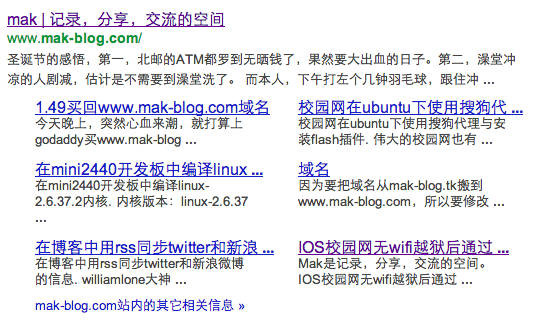 mak | 记录，分享，交流的空间
www.mak-blog.com/
圣诞节的感悟，第一，北邮的ATM都罗到无晒钱了，果然要大出血的日子。第二，澡堂冲
凉的人剧减，估计是不需要到澡堂洗了。 而本人，下午打左个几钟羽毛球，跟住冲 ...
1.49买回www.mak-blog.com域名
今天晚上，突然心血来潮，就打算上
godaddy买www.mak-blog ...
校园网在ubuntu下使用搜狗代 ...
校园网在ubuntu下使用搜狗代理与安
装flash插件. 伟大的校园网也有 ...
在mini2440开发板中编译linux ...
在mini2440开发板中编译linux-
2.6.37.2内核. 内核版本：linux-2.6.37
...
域名
因为要把域名从mak-blog.tk搬到
www.mak-blog.com，所以要修改 ...
在博客中用rss同步twitter和新浪 ...
在博客中用rss同步twitter和新浪微博
的信息. williamlone大神 ...
IOS校园网无wifi越狱后通过 ...
Mak是记录，分享，交流的空间。
IOS校园网无wifi越狱后通过 ...
mak-blog.com站内的其它相关信息 »